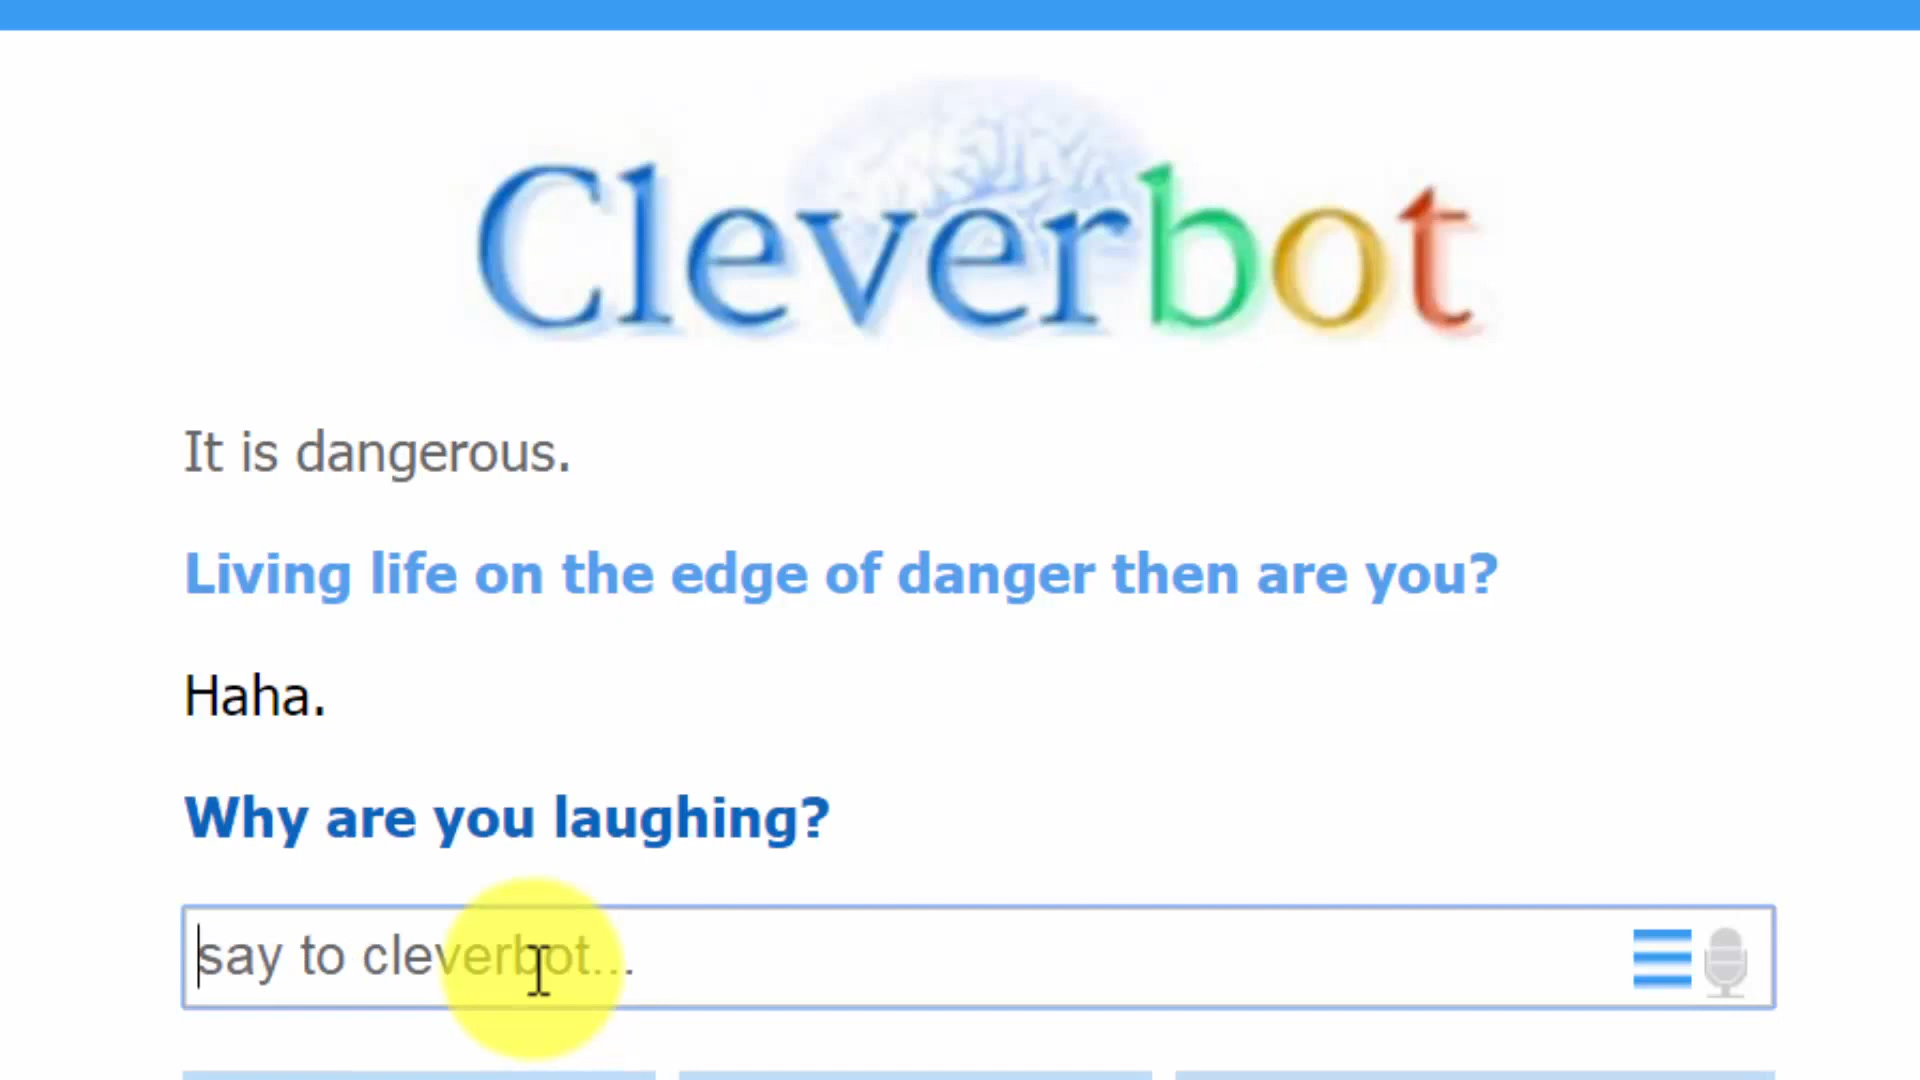 Cleverbot
It is dangerous.
Living life on the edge of danger then are you?
Haha.
Why are you laughing?
say to cleverbot...